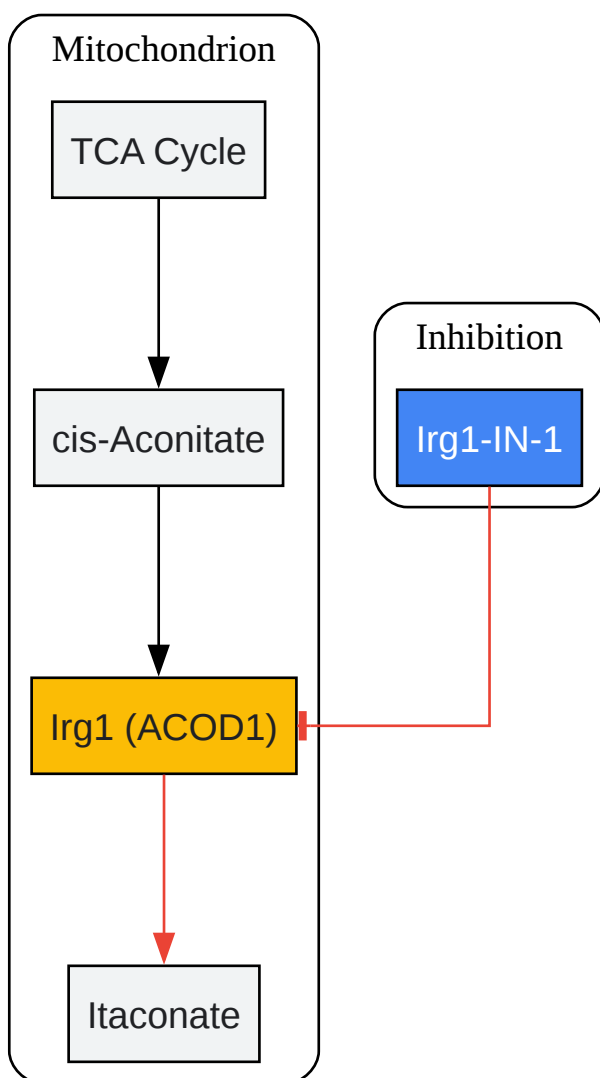 Mitochondrion
TCA Cycle
Inhibition
cis-Aconitate
Irg1-IN-1
Irg1 (ACOD1)
Itaconate